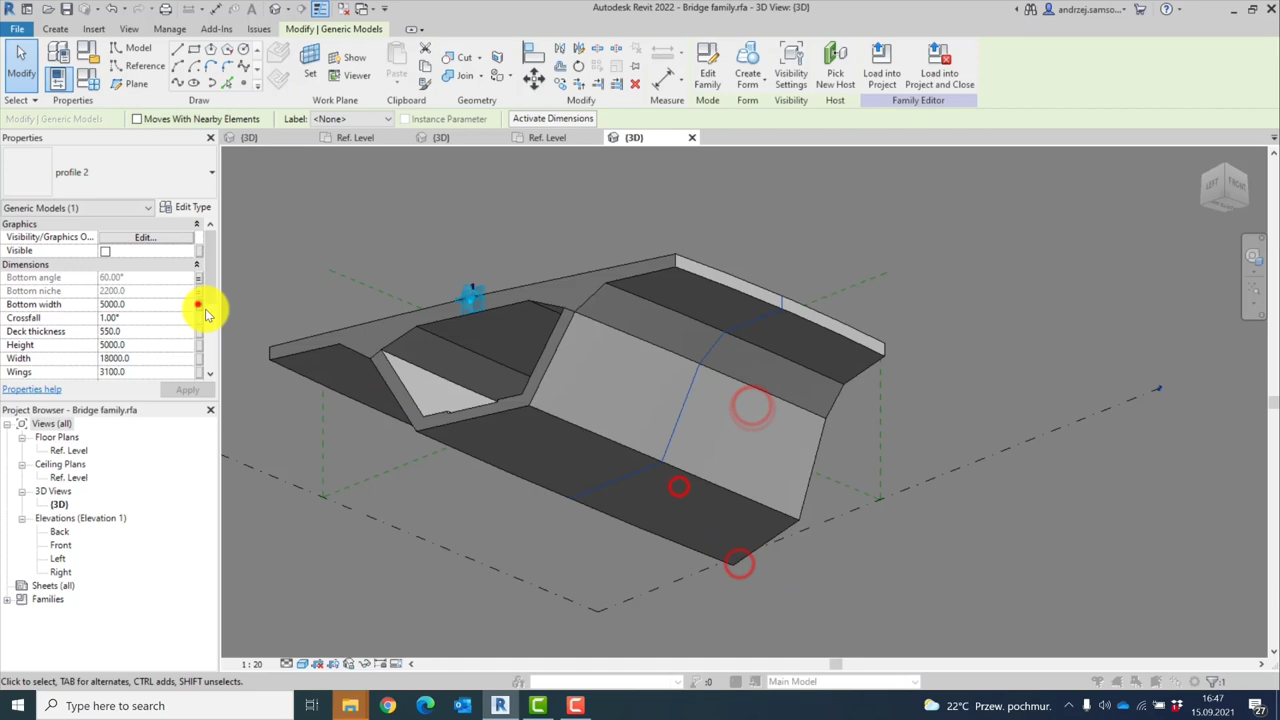 Autodesk Revit 2022 - Bridge family.rfa - 3D View: {3D}
andrzej.samso...
File
Create
Insert
View
Manage
Add-Ins
Issues
Modify | Generic Models
Modify
Model
Reference
Plane
Set
Show
Viewer
Paste
Cut
Join
Edit
Family
Create
Form
Visibility
Settings
Pick
New Host
Load into
Project
Load into
Project and Close
Select
Properties
Draw
Work Plane
Clipboard
Geometry
Modify
Measure
Mode
Form
Visibility
Host
Family Editor
Modify | Generic Models
Moves With Nearby Elements
Label: <None>
Instance Parameter
Activate Dimensions
Properties
{3D}
Ref. Level
{3D}
Ref. Level
{3D}
profile 2
Generic Models (1)
Edit Type
Graphics
Visibility/Graphics O...
Edit...
Visible
Dimensions
Bottom angle 60.00°
Bottom niche 2200.0
Bottom width 5000.0
Crossfall 1.00°
Deck thickness 550.0
Height 5000.0
Width 18000.0
Wings 3100.0
Properties help
Apply
Project Browser - Bridge family.rfa
Views (all)
Floor Plans
Ref. Level
Ceiling Plans
Ref. Level
3D Views
{3D}
Elevations (Elevation 1)
Back
Front
Left
Right
Sheets (all)
Families
LEFT
FRONT
1 : 20
Click to select, TAB for alternates, CTRL adds, SHIFT unselects.
:0
Main Model
:1
Type here to search
22°C Przew. pochmur.
16:47
15.09.2021
27